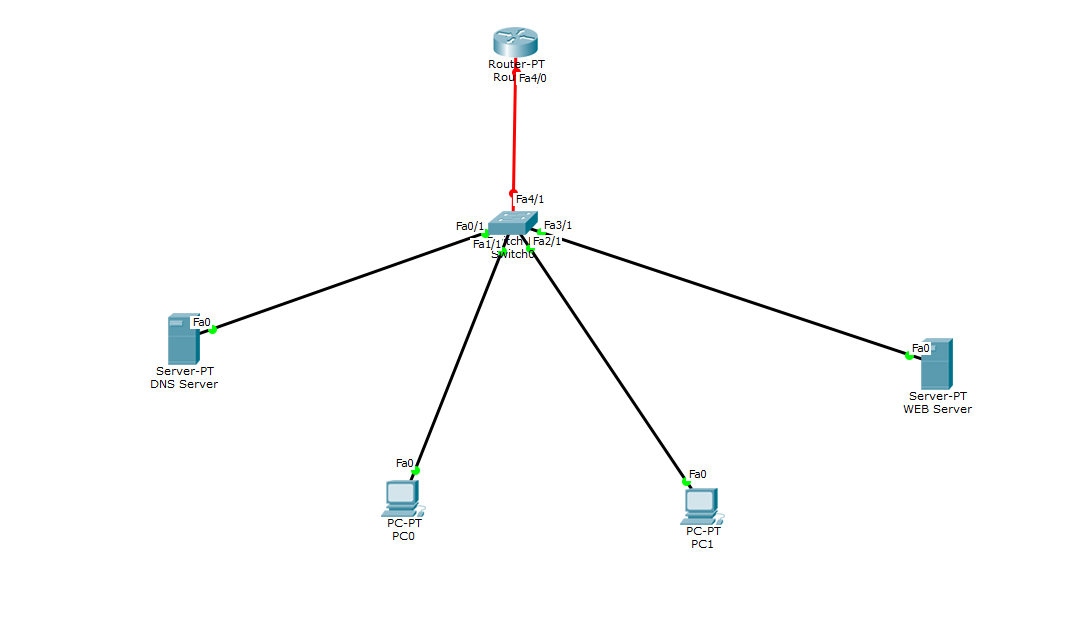 Router-PT
Rou
Fa4/0
Fa4/1
Fa0/1
Fa3/1
Fa1/1
Fa2/1
Switch0
Fa0
Server-PT
DNS Server
Fa0
Server-PT
WEB Server
Fa0
PC-PT
PC0
Fa0
PC-PT
PC1